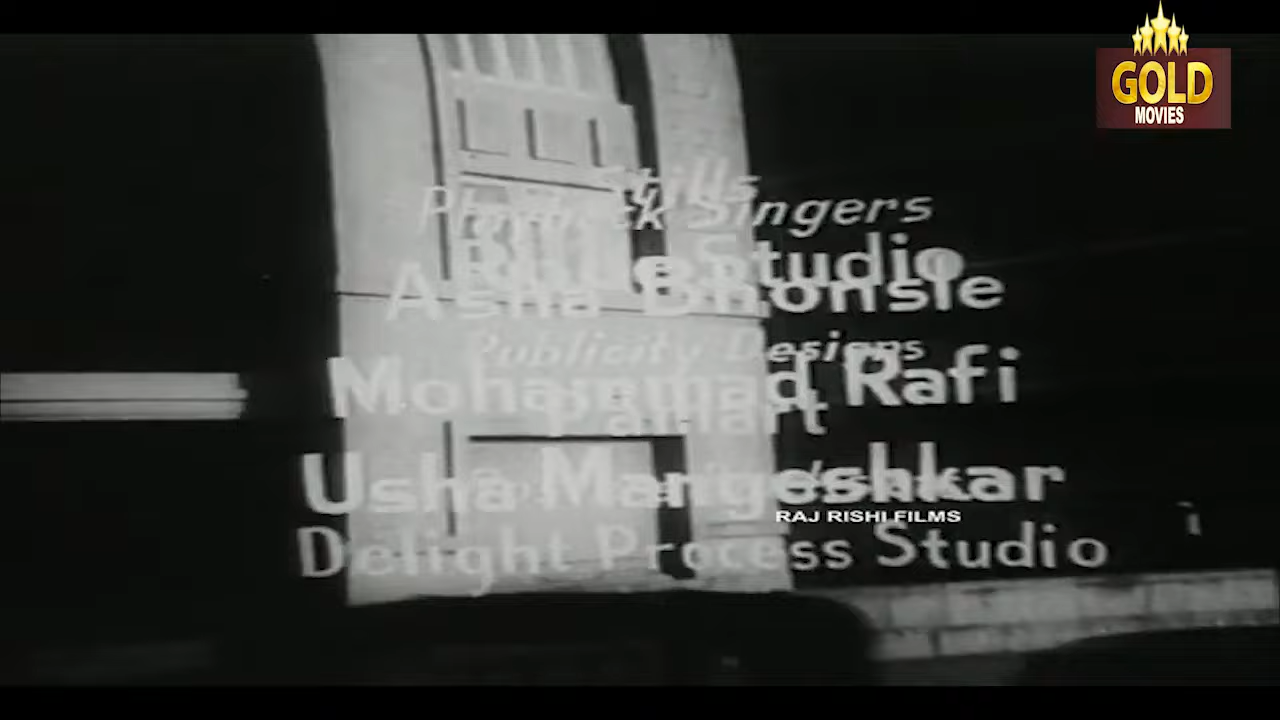 GOLD
MOVIES
Stills
Playback Singers
Studio
Asha Bhonsle
Publicity Designs
Mohammad Rafi
Usha Mangeshkar
RAJ RISHI FILMS
Delight Process Studio